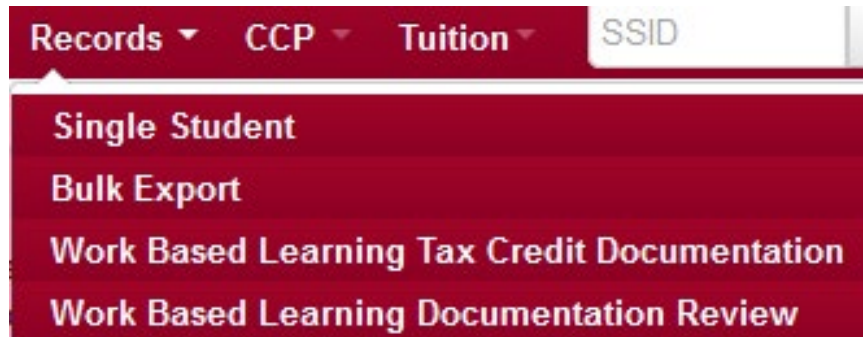 Records CCP Tuition SSID
Single Student
Bulk Export
Work Based Learning Tax Credit Documentation
Work Based Learning Documentation Review